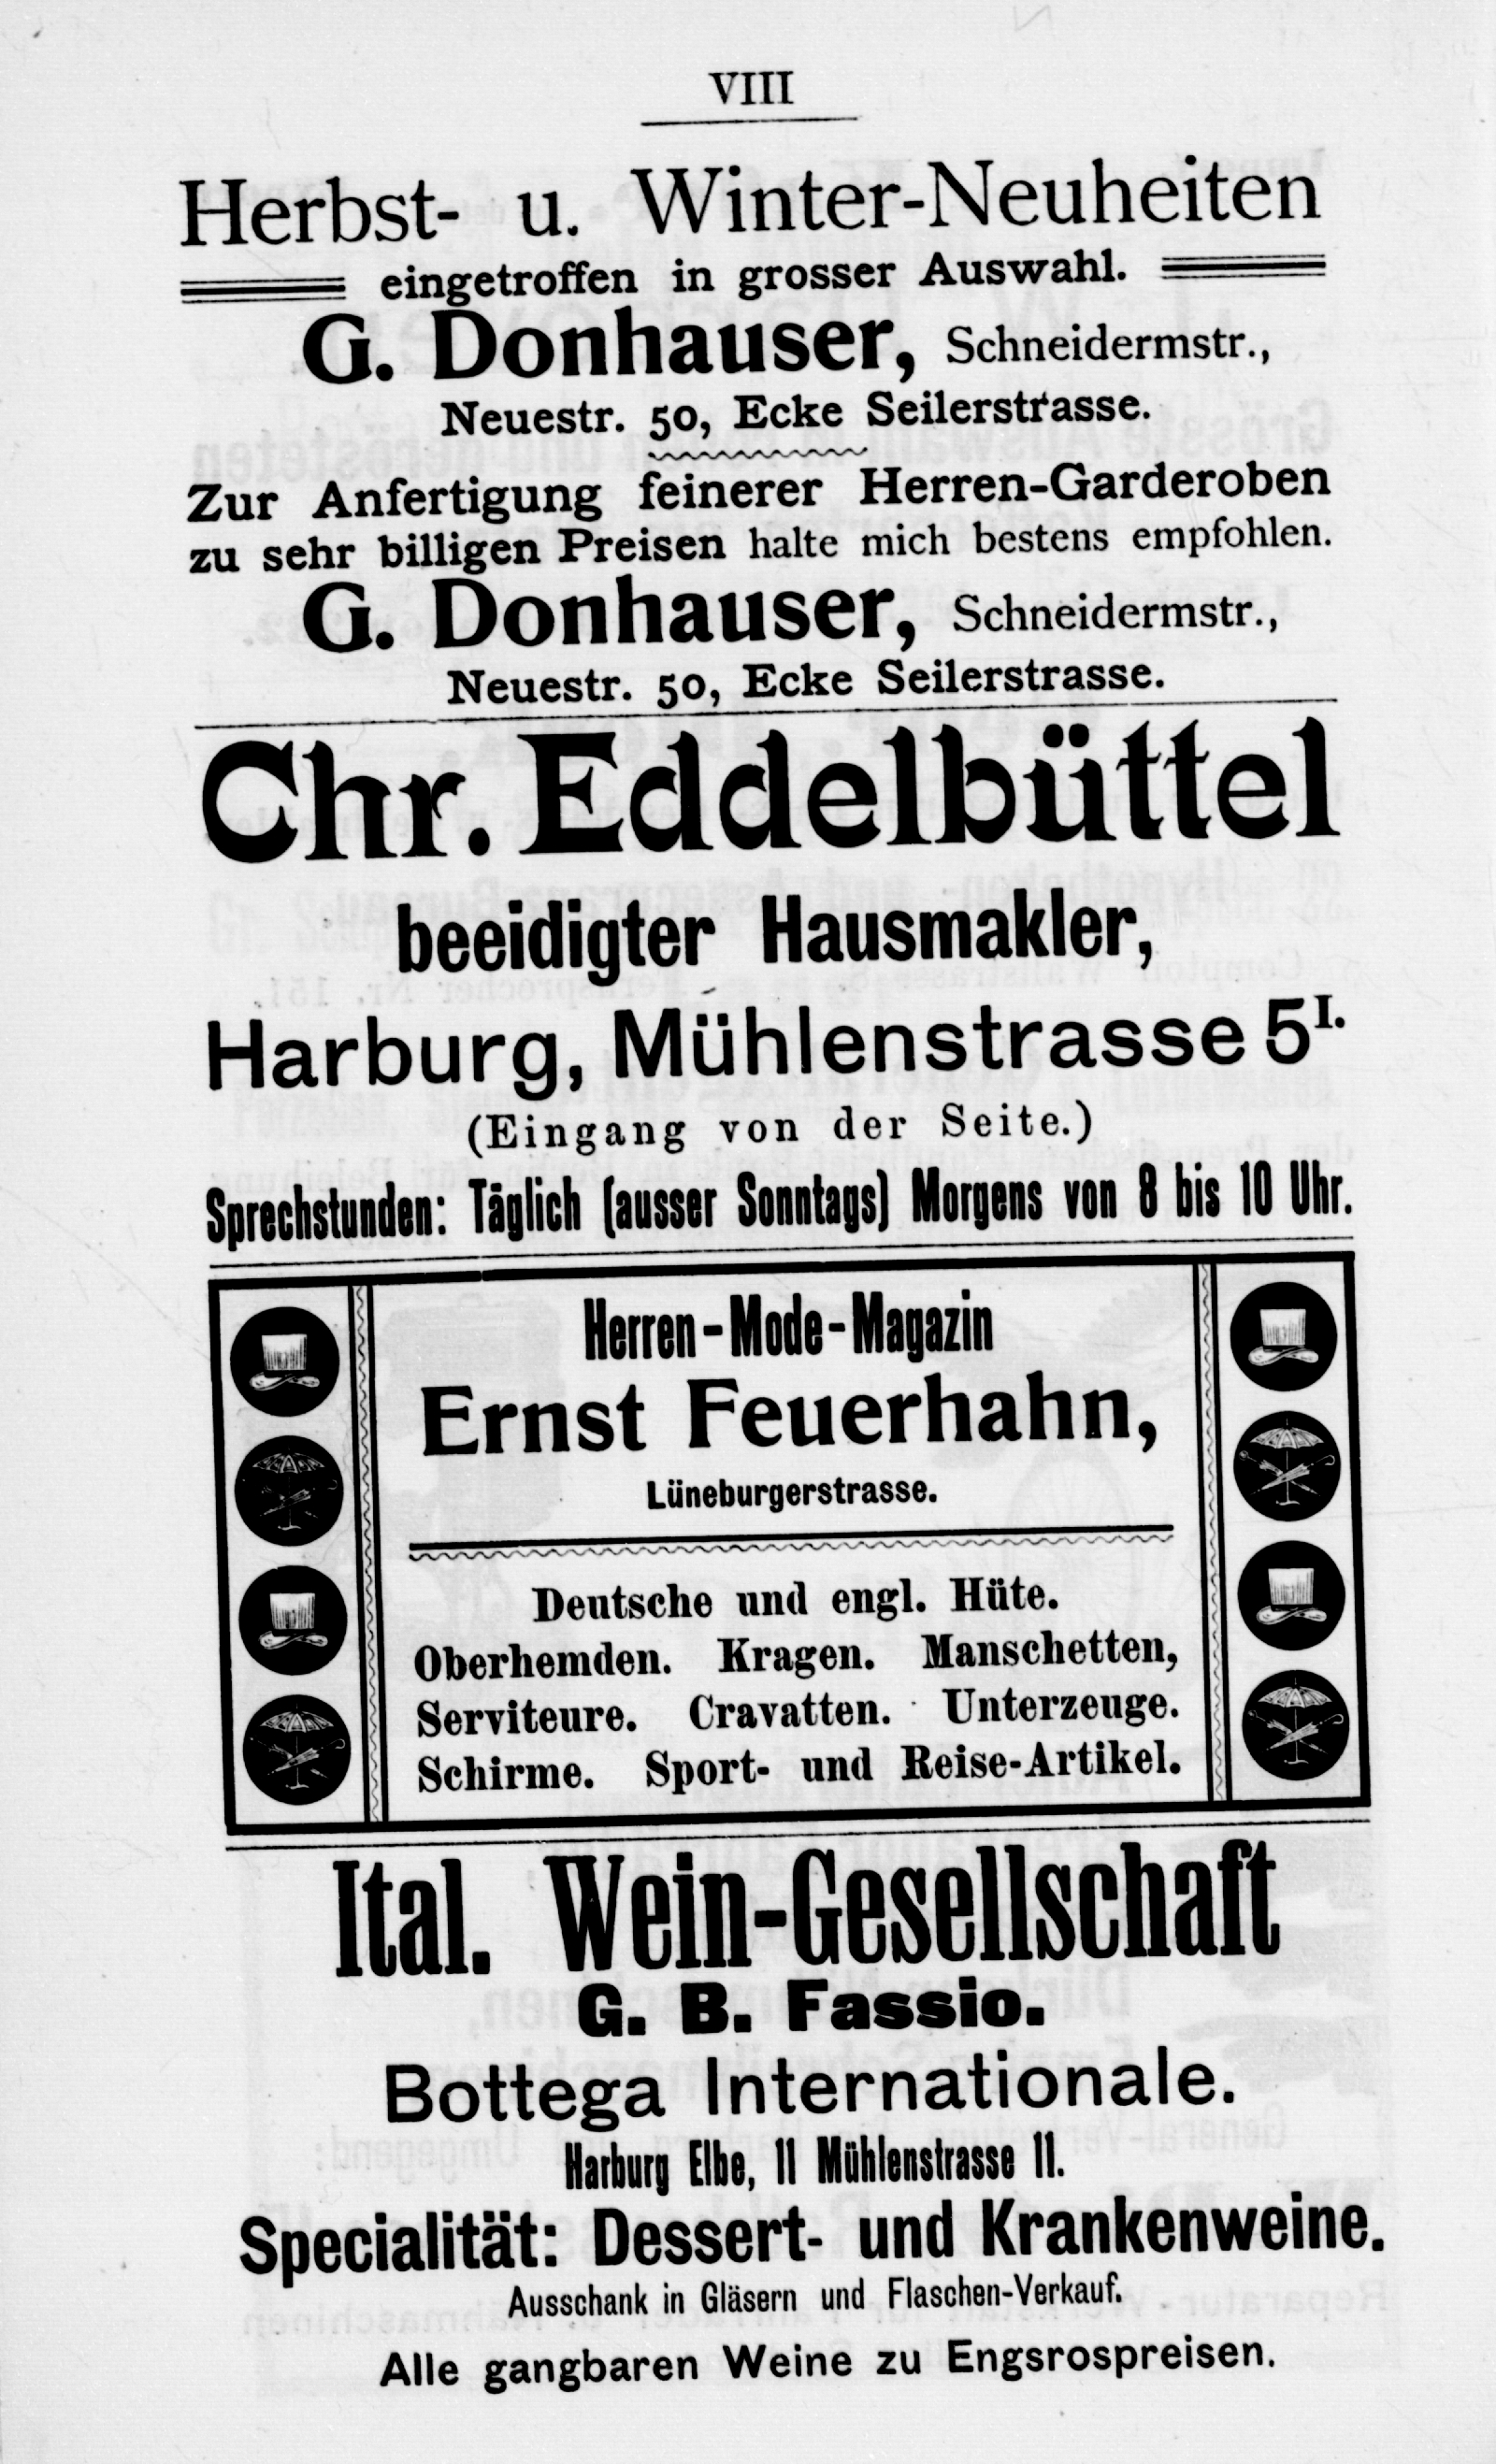 VIII
Herbst- u. Winter-Neuheiten
eingetroffen in grosser Auswahl.
G. Donhauser, Schneidermstr.,
Neuestr. 50, Ecke Seilerstrasse.
Zur Anfertigung feinerer Herren-Garderoben
zu sehr billigen Preisen halte mich bestens empfohlen.
G. Donhauser, Schneidermstr.,
Neuestr. 50, Ecke Seilerstrasse.
Chr. Eddelbüttel
beeidigter Hausmakler,
Harburg, Mühlenstrasse 5I.
(Eingang von der Seite.)
Sprechstunden: Täglich (ausser Sonntags) Morgens von 8 bis 10 Uhr.
Herren-Mode-Magazin
Ernst Feuerhahn,
Lüneburgerstrasse.
Deutsche und engl. Hüte.
Oberhemden. Kragen. Manschetten,
Serviteure. Cravatten. Unterzeuge.
Schirme. Sport- und Reise-Artikel.
Ital. Wein-Gesellschaft
G. B. Fassio.
Bottega Internationale.
Harburg Elbe, 11 Mühlenstrasse 11.
Specialität: Dessert- und Krankenweine.
Ausschank in Gläsern und Flaschen-Verkauf.
Alle gangbaren Weine zu Engsrospreisen.